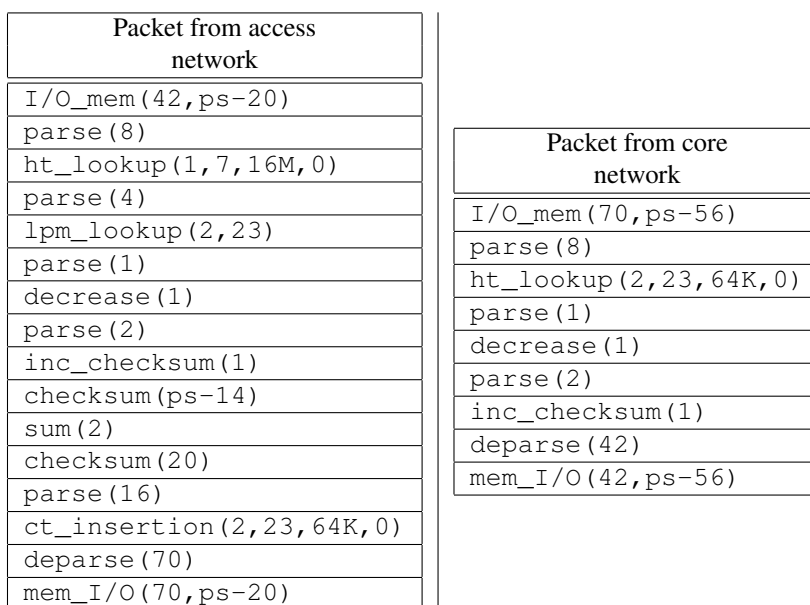 Packet from access
network
I/O_mem(42,ps-20)
parse(8)
ht_lookup(1,7,16M,0)
parse(4)
lpm_lookup(2,23)
parse(1)
decrease(1)
parse(2)
inc_checksum(1)
checksum(ps-14)
sum(2)
checksum(20)
parse(16)
ct_insertion(2,23,64K,0)
deparse(70)
mem_I/O(70,ps-20)
Packet from core
network
I/O_mem(70,ps-56)
parse(8)
ht_lookup(2,23,64K,0)
parse(1)
decrease(1)
parse(2)
inc_checksum(1)
deparse(42)
mem_I/O(42,ps-56)